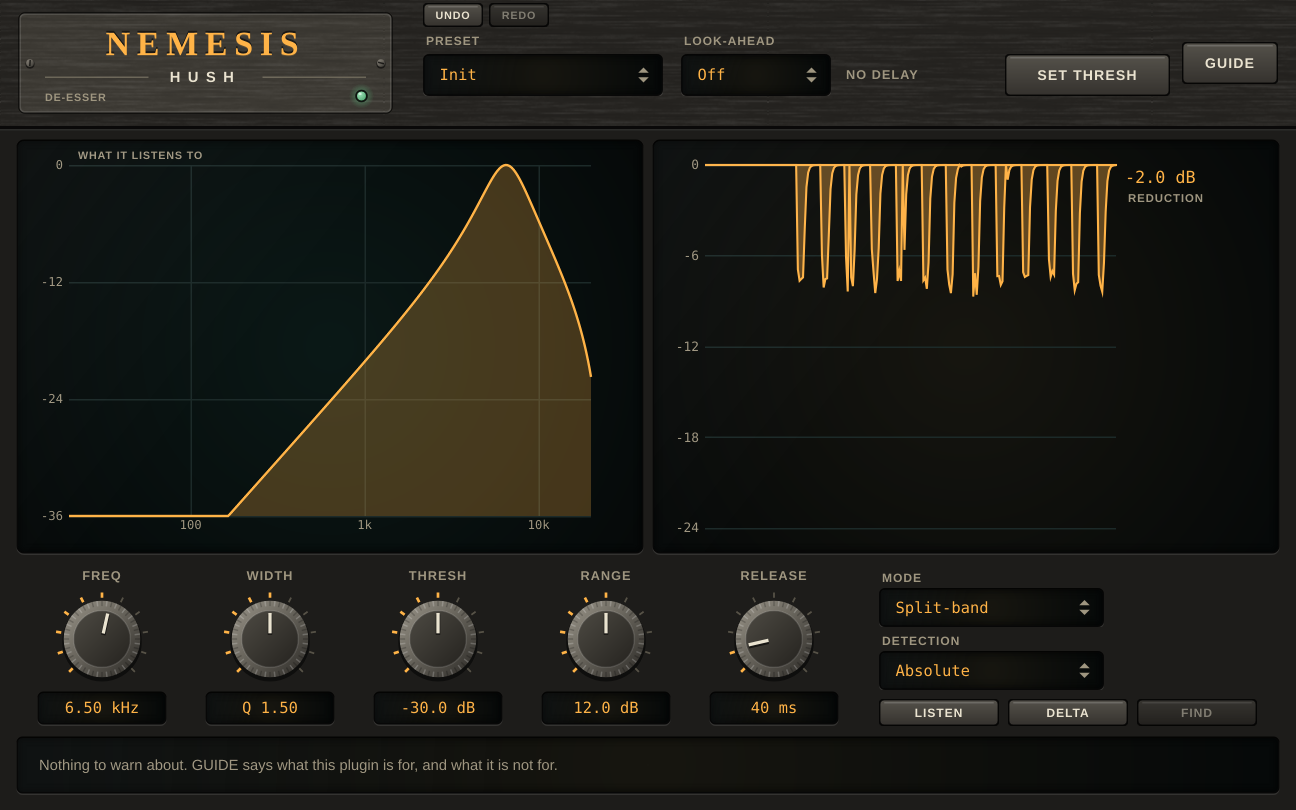 UNDO
REDO
NEMESIS
HUSH
DE-ESSER
PRESET
Init
LOOK-AHEAD
Off
NO DELAY
SET THRESH
GUIDE
WHAT IT LISTENS TO
0
-12
-24
-36
100
1k
10k
0
-6
-12
-18
-24
-2.0 dB
REDUCTION
FREQ
WIDTH
THRESH
RANGE
RELEASE
6.50 kHz
Q 1.50
-30.0 dB
12.0 dB
40 ms
MODE
Split-band
DETECTION
Absolute
LISTEN
DELTA
FIND
Nothing to warn about. GUIDE says what this plugin is for, and what it is not for.